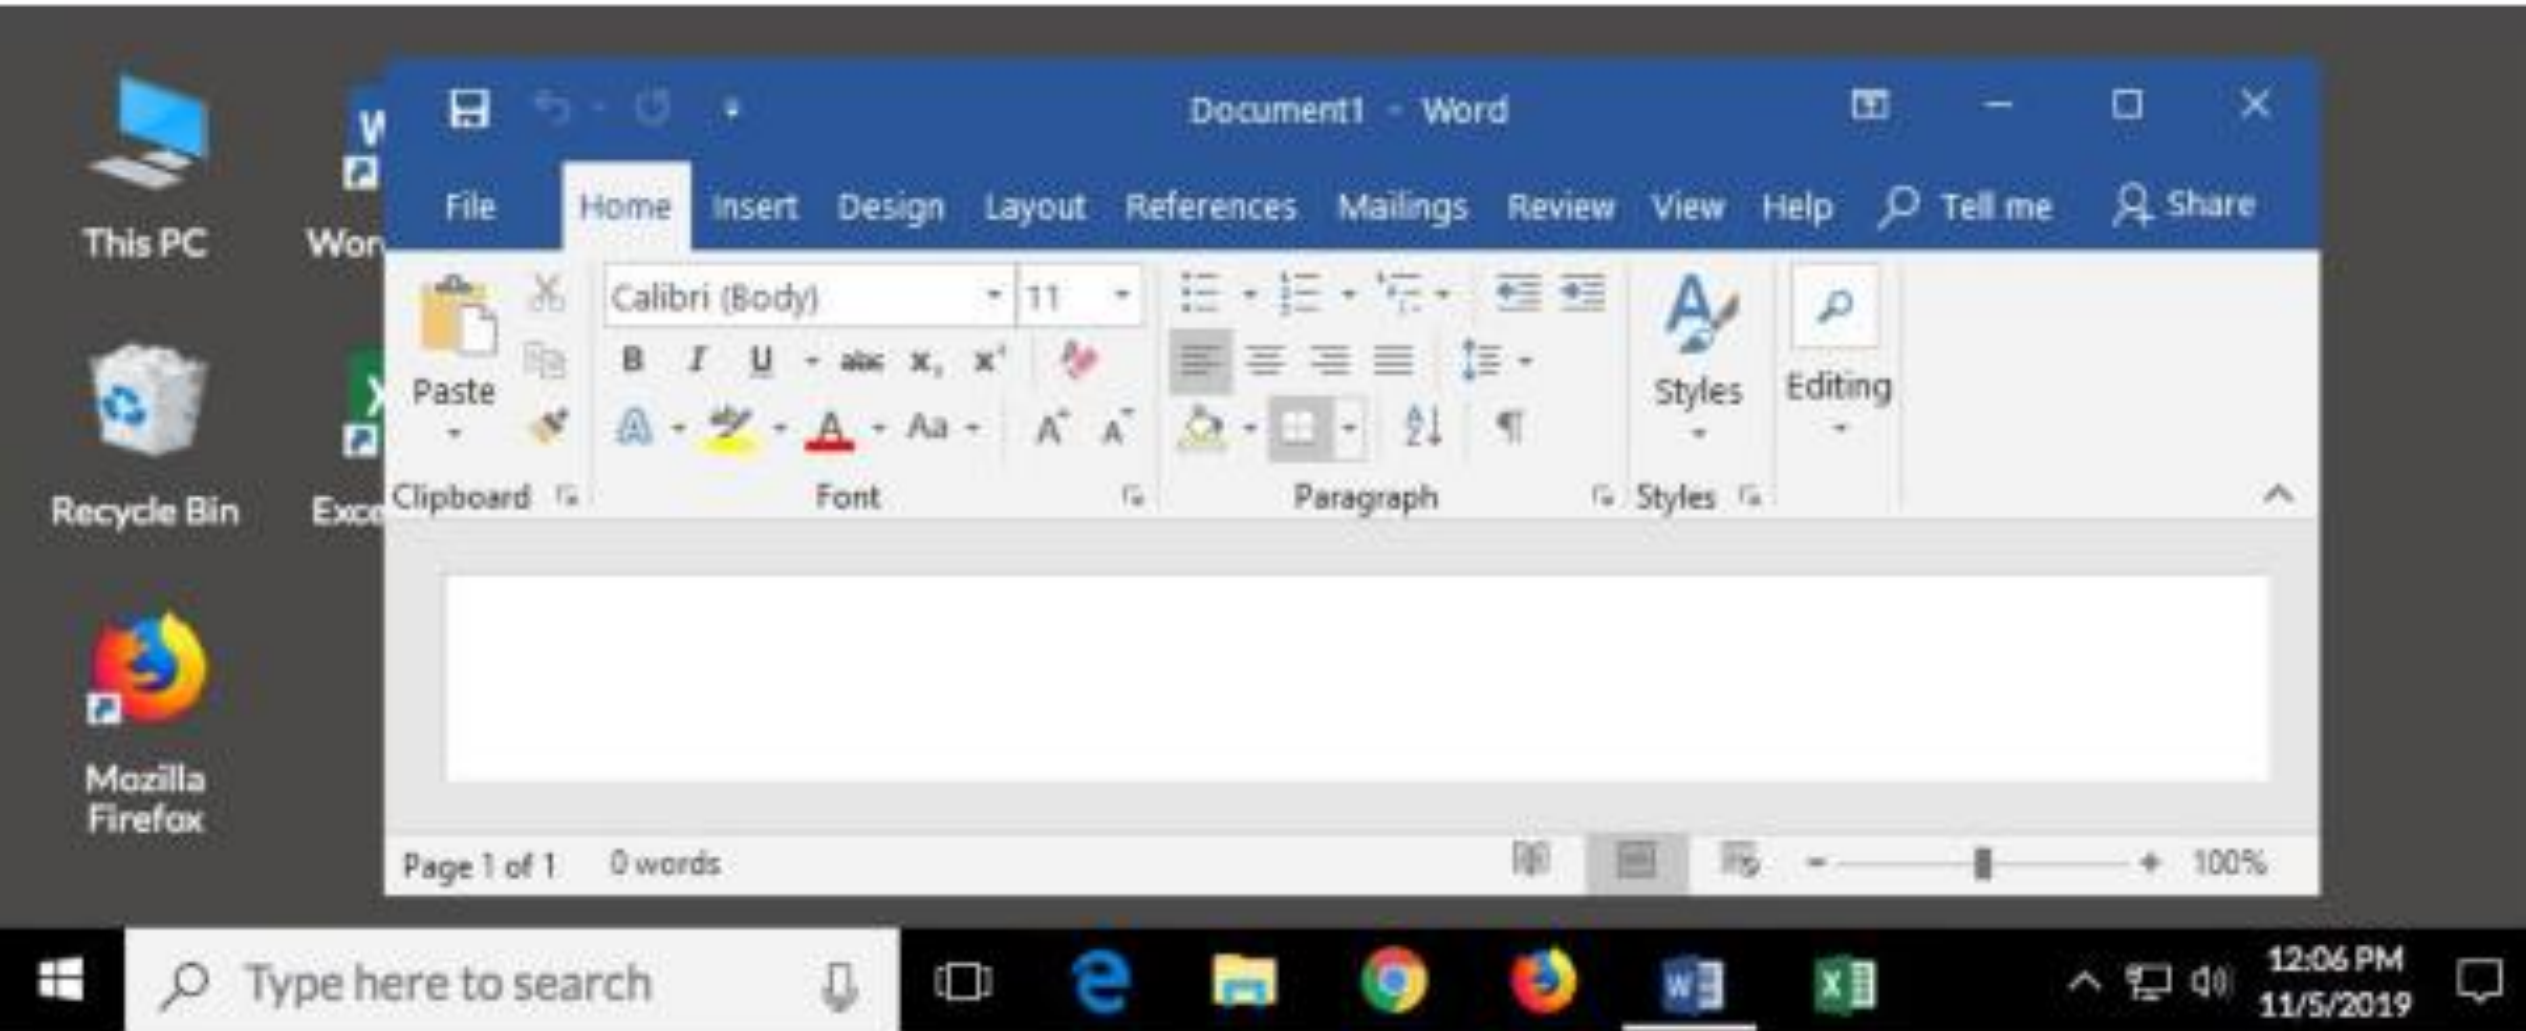 This PC
Recycle Bin
Mozilla
Firefox
Document1 - Word
File Home Insert Design Layout References Mailings Review View Help Tell me Share
Calibri (Body) 11
Paste
B I U abc x, x'
Styles
Editing
A A Aa A A
Clipboard Font Paragraph Styles
Page 1 of 1 0 words 100%
Type here to search
12:06 PM
11/5/2019